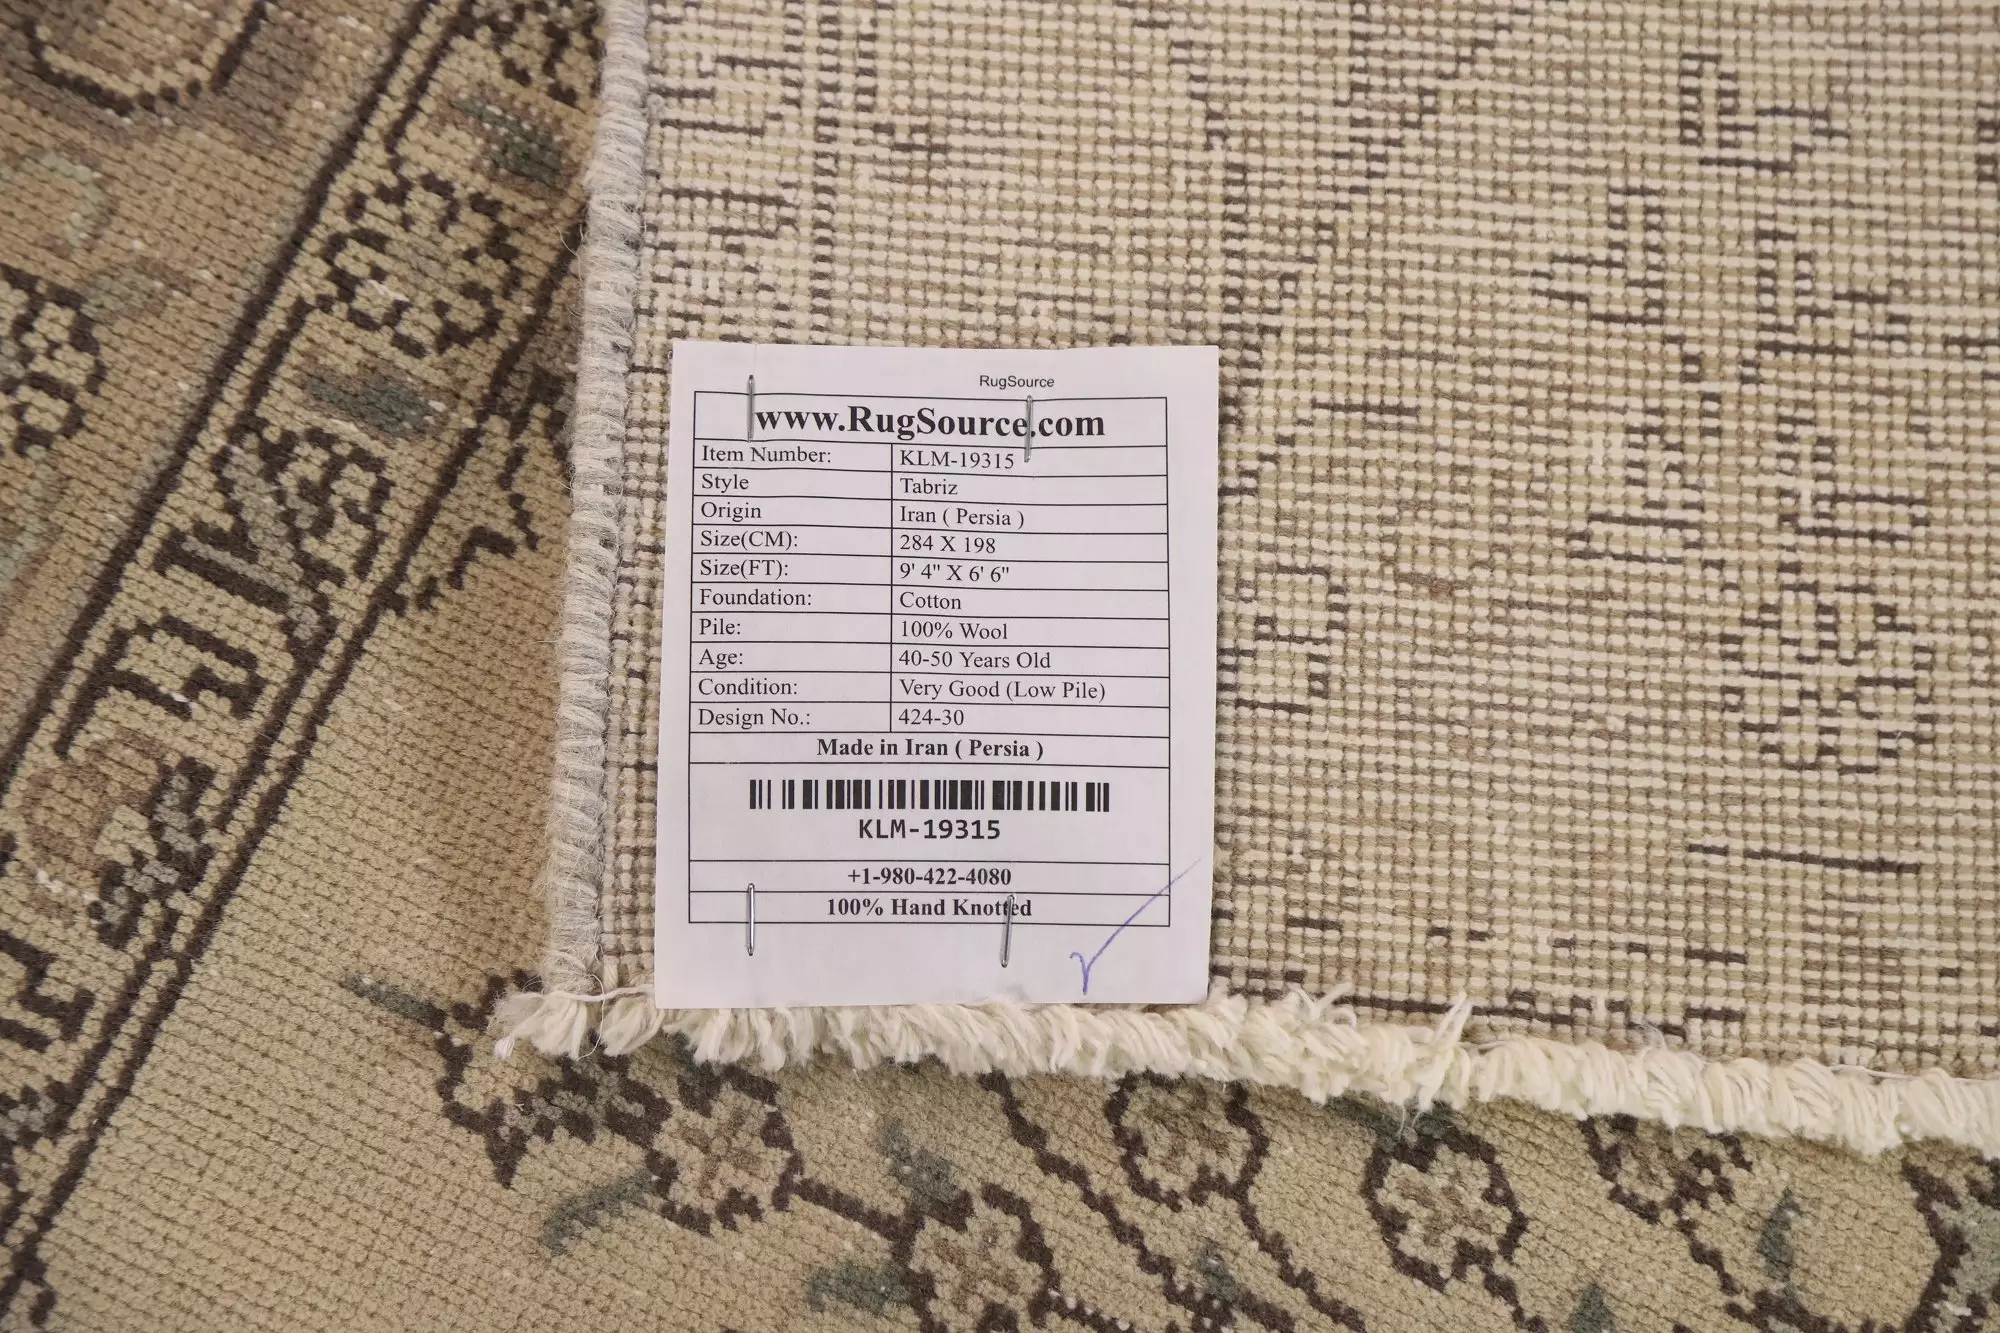 RugSource
www.RugSource.com
Item Number: KLM-19315
Style Tabriz
Origin Iran ( Persia )
Size(CM): 284 X 198
Size(FT): 9' 4" X 6' 6"
Foundation: Cotton
Pile: 100% Wool
Age: 40-50 Years Old
Condition: Very Good (Low Pile)
Design No.: 424-30
Made in Iran ( Persia )
KLM-19315
+1-980-422-4080
100% Hand Knotted